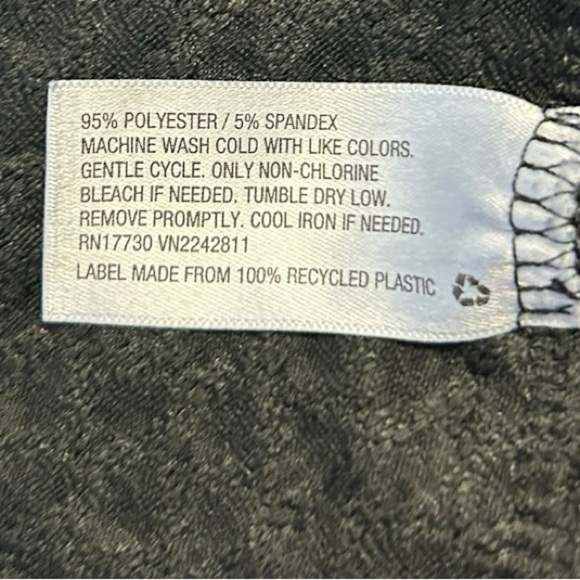 95% POLYESTER / 5% SPANDEX
MACHINE WASH COLD WITH LIKE COLORS.
GENTLE CYCLE. ONLY NON-CHLORINE
BLEACH IF NEEDED. TUMBLE DRY LOW.
REMOVE PROMPTLY. COOL IRON IF NEEDED.
RN17730 VN2242811
LABEL MADE FROM 100% RECYCLED PLASTIC